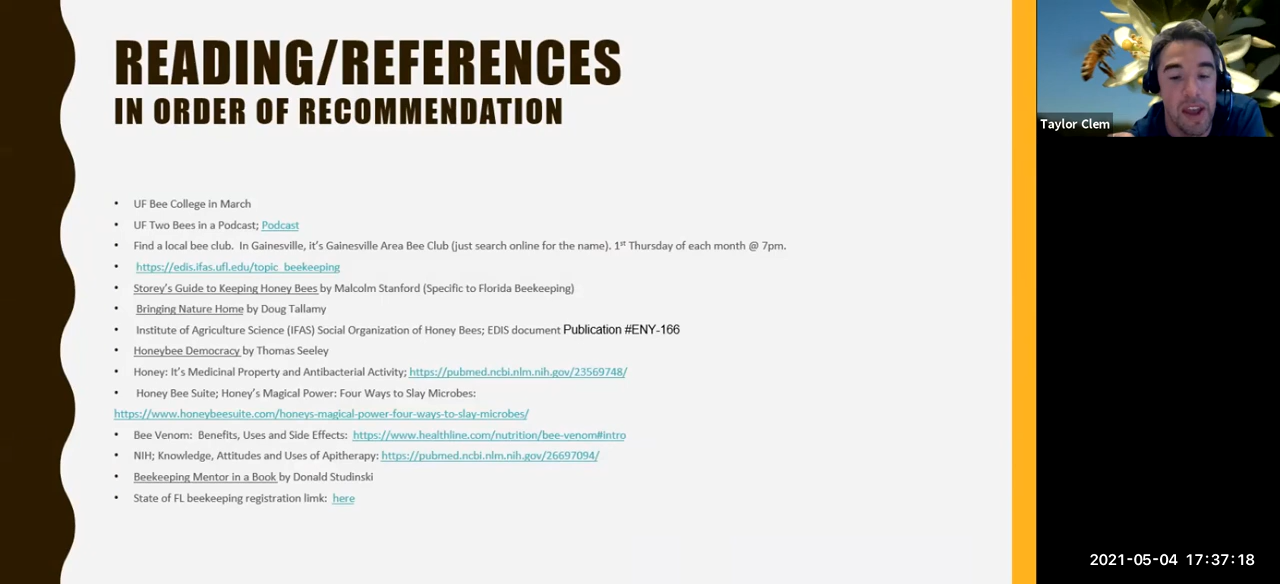 READING/REFERENCES
IN ORDER OF RECOMMENDATION
• UF Bee College in March
• UF Two Bees in a Podcast; Podcast
• Find a local bee club. In Gainesville, it's Gainesville Area Bee Club (just search online for the name). 1st Thursday of each month @ 7pm.
• https://edis.ifas.ufl.edu/topic_beekeeping
• Storey's Guide to Keeping Honey Bees by Malcolm Stanford (Specific to Florida Beekeeping)
• Bringing Nature Home by Doug Tallamy
• Institute of Agriculture Science (IFAS) Social Organization of Honey Bees; EDIS document Publication #ENY-166
• Honeybee Democracy by Thomas Seeley
• Honey: It's Medicinal Property and Antibacterial Activity; https://pubmed.ncbi.nlm.nih.gov/23569748/
• Honey Bee Suite; Honey's Magical Power: Four Ways to Slay Microbes:
https://www.honeybeesuite.com/honeys-magical-power-four-ways-to-slay-microbes/
• Bee Venom: Benefits, Uses and Side Effects: https://www.healthline.com/nutrition/bee-venom#intro
• NIH; Knowledge, Attitudes and Uses of Apitherapy: https://pubmed.ncbi.nlm.nih.gov/26697094/
• Beekeeping Mentor in a Book by Donald Studinski
• State of FL beekeeping registration limk: here
Taylor Clem
2021-05-04 17:37:18